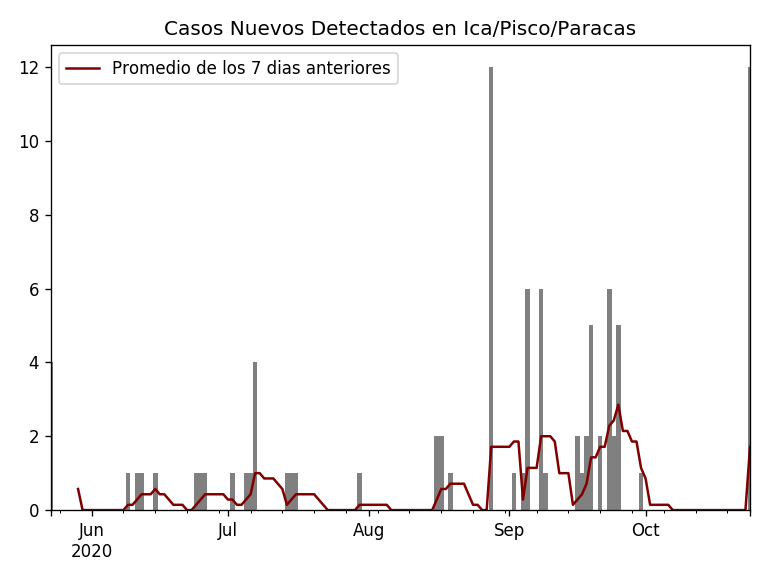 Casos Nuevos Detectados en Ica/Pisco/Paracas
Promedio de los 7 dias anteriores
12
10
8
6
4
2
0
Jun Jul Aug Sep Oct
2020